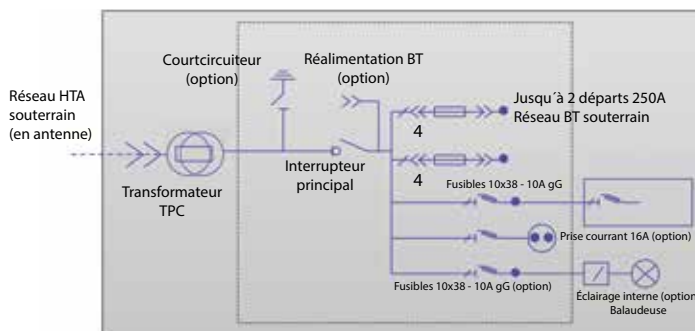 Courtcircuiteur
(option)
Réalimentation BT
(option)
Réseau HTA
souterrain
(en antenne)
Jusqu´à 2 départs 250A
Réseau BT souterrain
4
Interrupteur
principal
Transformateur
TPC
4
Fusibles 10x38 - 10A gG
Prise courrant 16A (option)
Fusibles 10x38 - 10A gG (option)
Éclairage interne (option
Balaudeuse